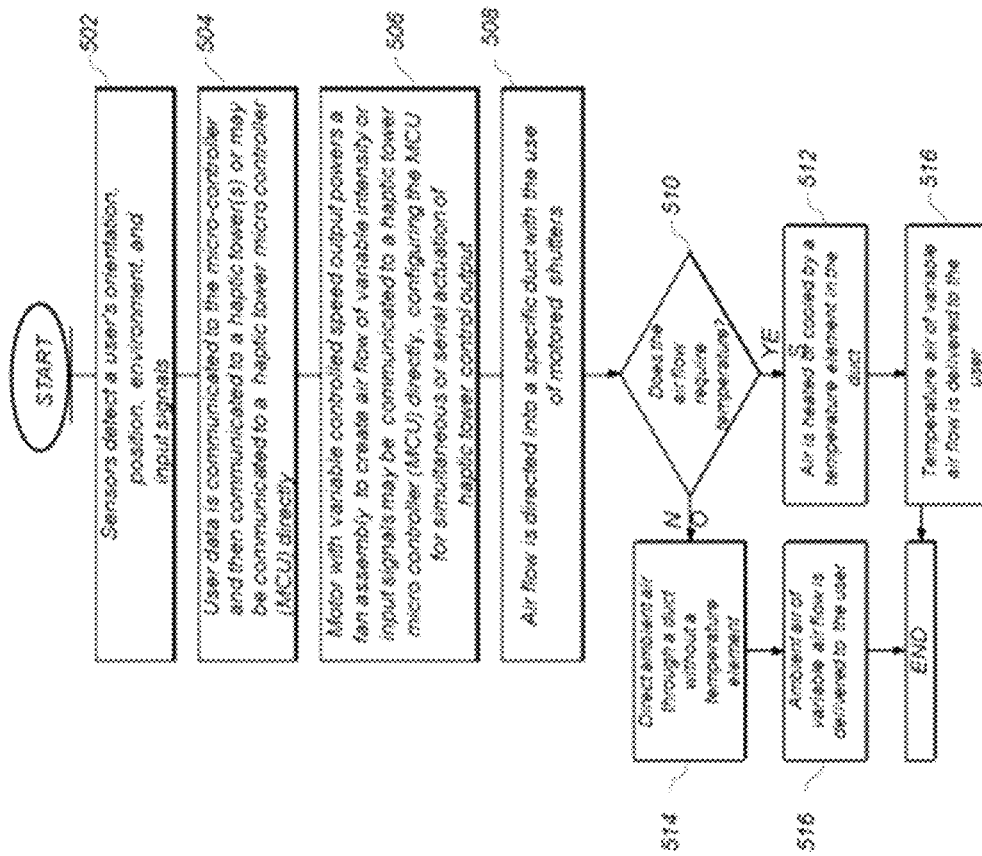 START
502
Sensors detect a user's orientation,
position, environment, and
input signals
504
User data is communicated to the micro-controller
and then communicated to a haptic tower(s) or may
be communicated to a haptic tower micro controller
(MCU) directly
506
Motor with variable controlled speed output powers a
fan assembly to create air flow of variable intensity or
input signals may be communicated to a haptic tower
micro controller (MCU) directly, configuring the MCU
for simultaneous or serial actuation of
haptic tower control output
508
Air flow is directed into a specific duct with the use
of motored shutters
510
Does the
air flow
require
temperature?
N
O
YE
S
514
Direct ambient air
through a duct
without a
temperature
element
512
Air is heated or cooled by a
temperature element in the
duct
516
Ambient air of
variable air flow is
delivered to the user
516
Temperature air of variable
air flow is delivered to the
user
END